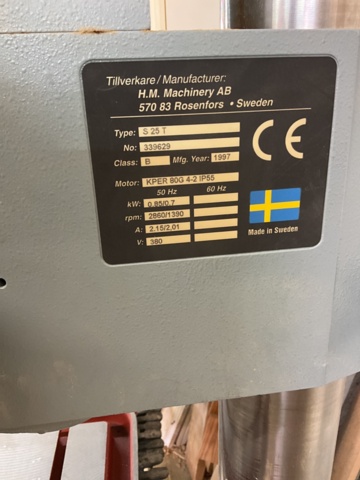 Tillverkare/Manufacturer:
H.M. Machinery AB
570 83 Rosenfors • Sweden
Type: S 25 T
No: 339629
Class: B Mfg. Year: 1997
Motor: KPER 80G 4-2 IP55
50 Hz 60 Hz
kW: 0.85/0.7
rpm: 2860/1390
A: 2.15/2.01
V: 380
CE
Made in Sweden